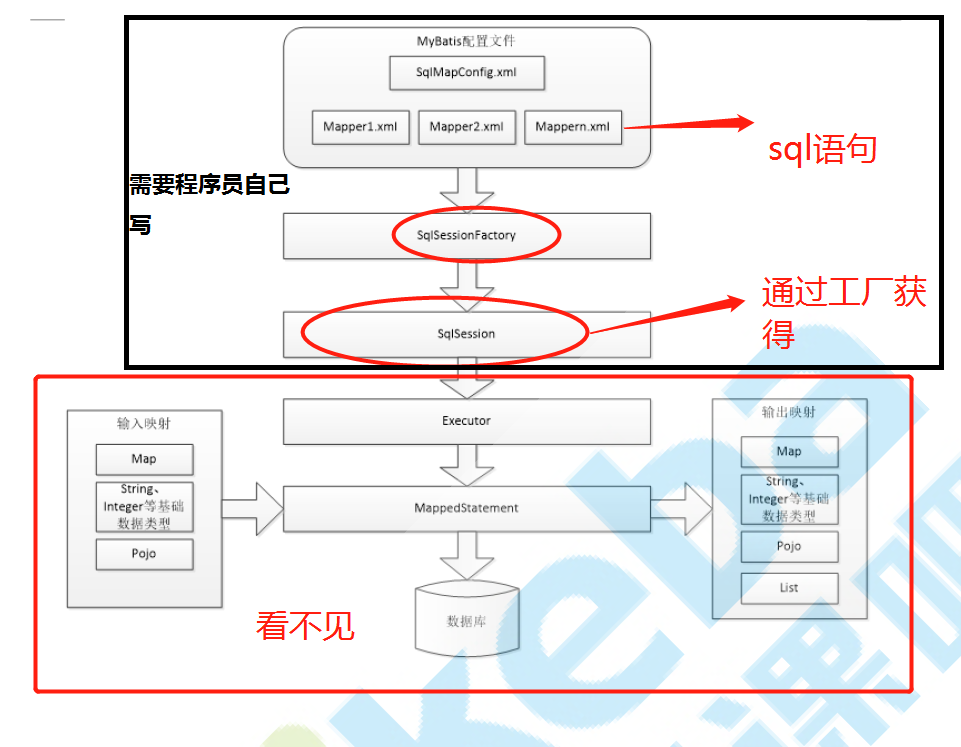 MyBatis配置文件
SqlMapConfig.xml
Mapper1.xml
Mapper2.xml
Mappern.xml
sql语句
需要程序员自己
写
SqlSessionFactory
SqlSession
通过工厂获
得
Executor
输入映射
Map
String、
Integer等基础
数据类型
Pojo
MappedStatement
输出映射
Map
String、
Integer等基础
数据类型
Pojo
List
数据库
看不见
keba
课吧